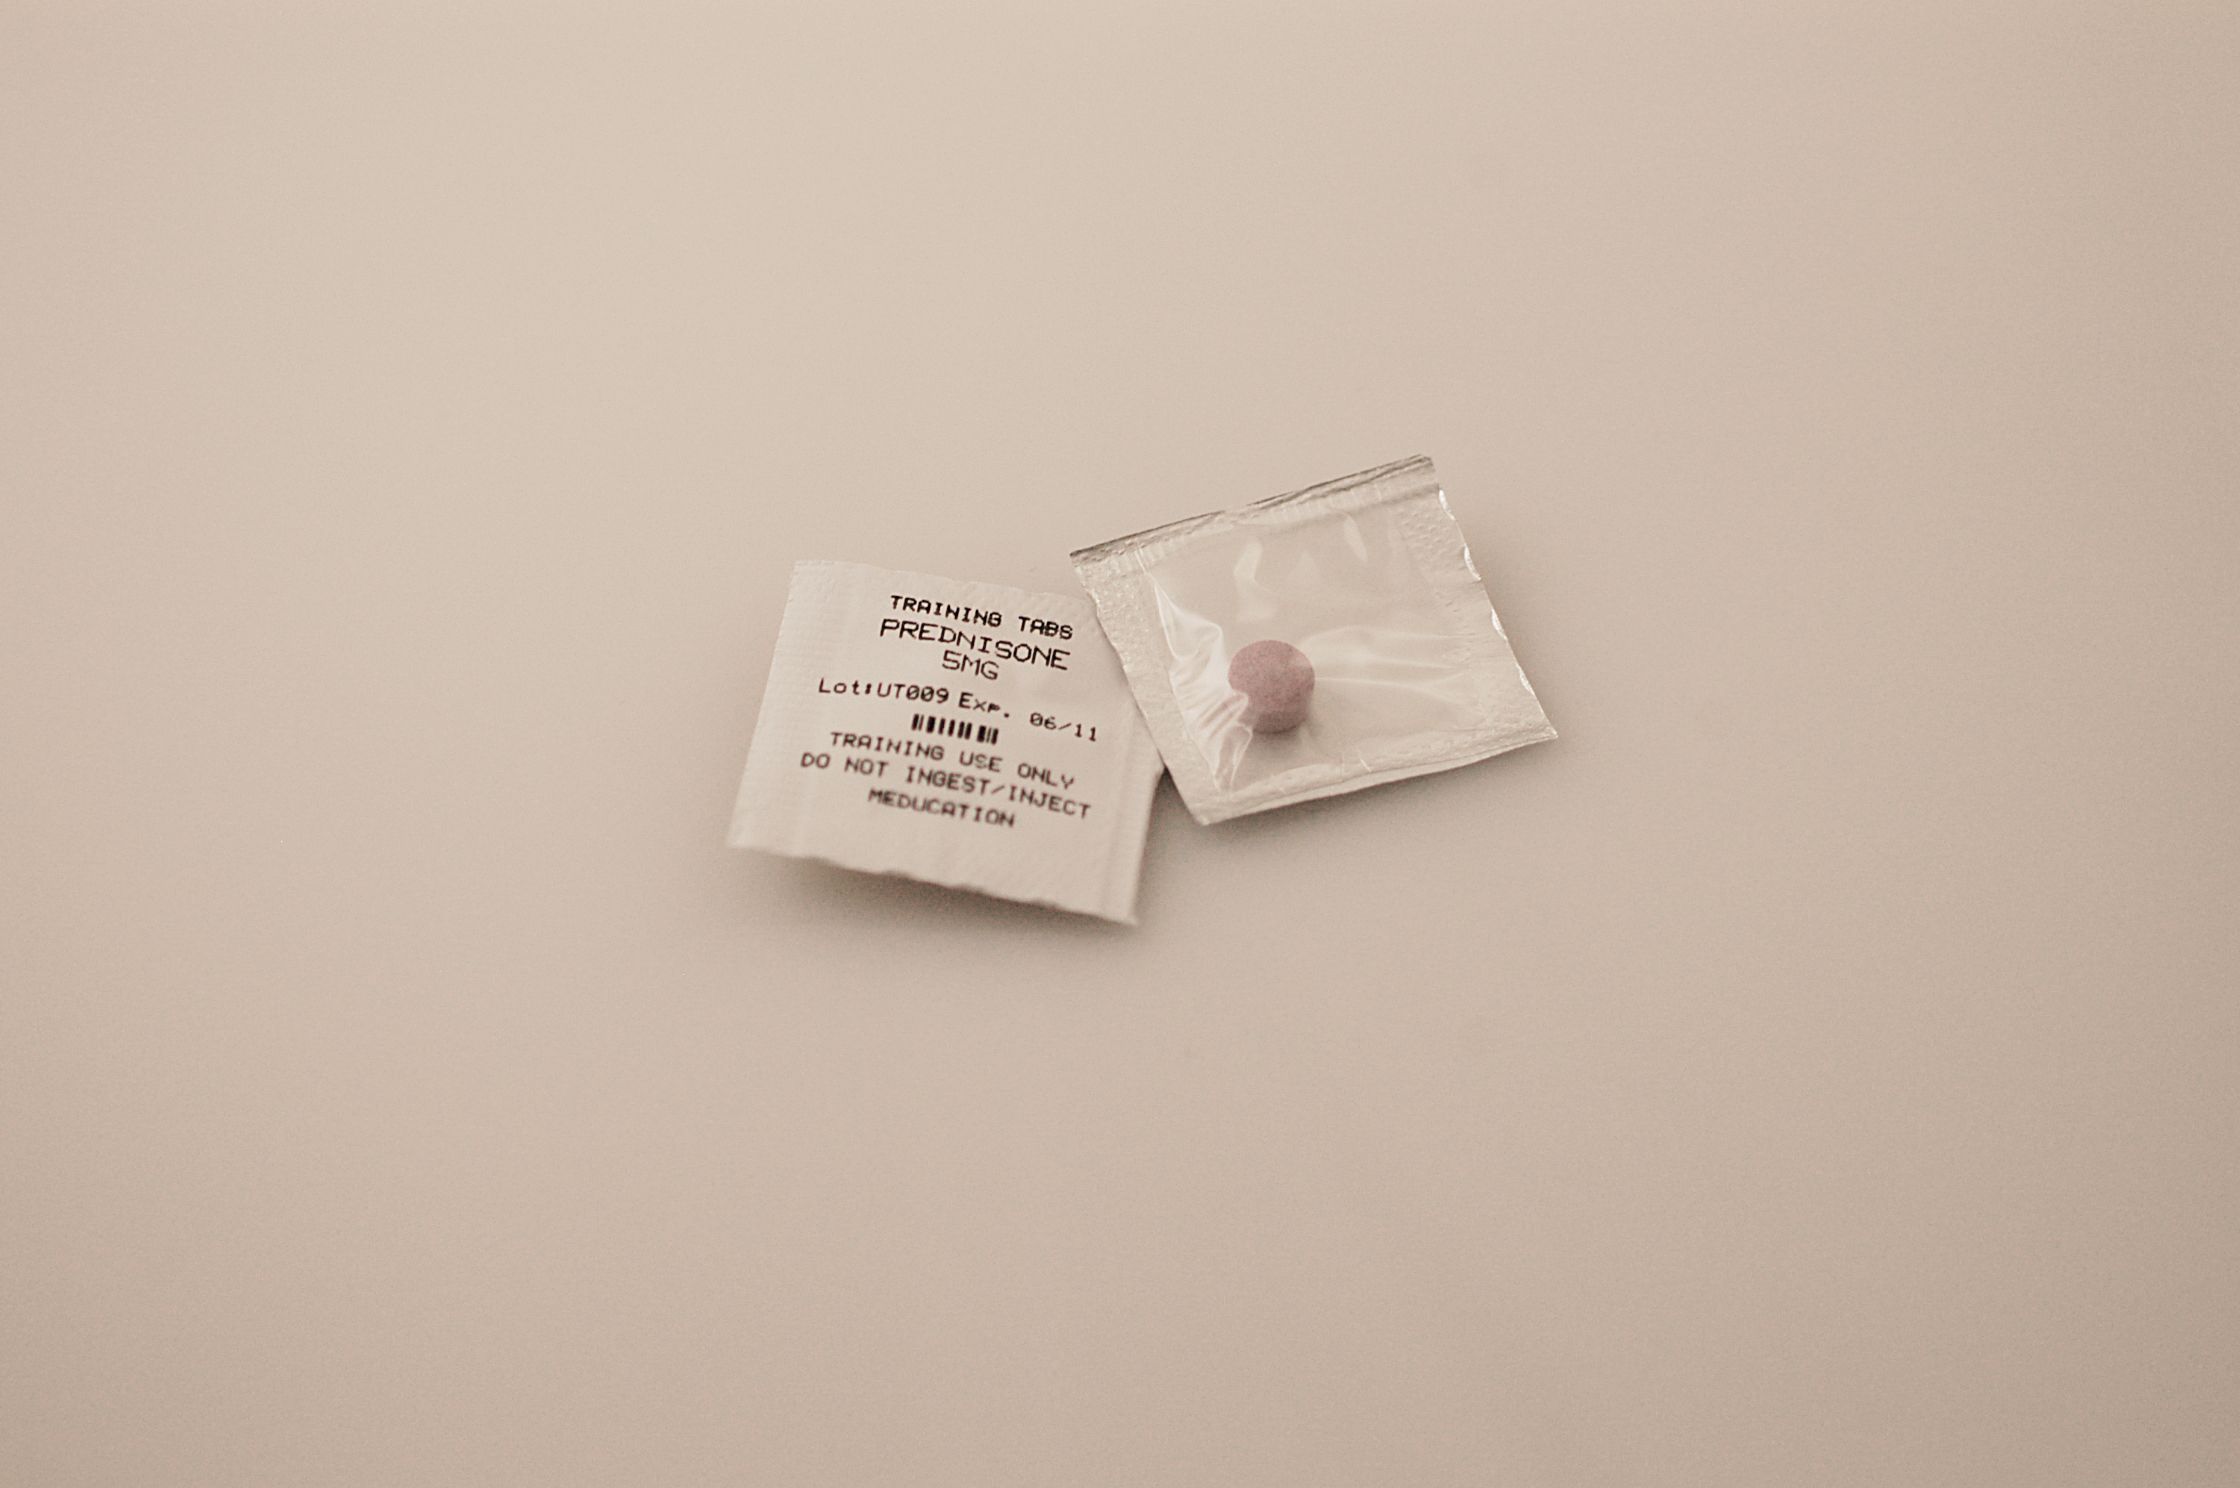 TRAINING TABS
PREDNISONE
5MG
Lot:UT009 Exp. 06/11
TRAINING USE ONLY
DO NOT INGEST/INJECT
MEDUCATION